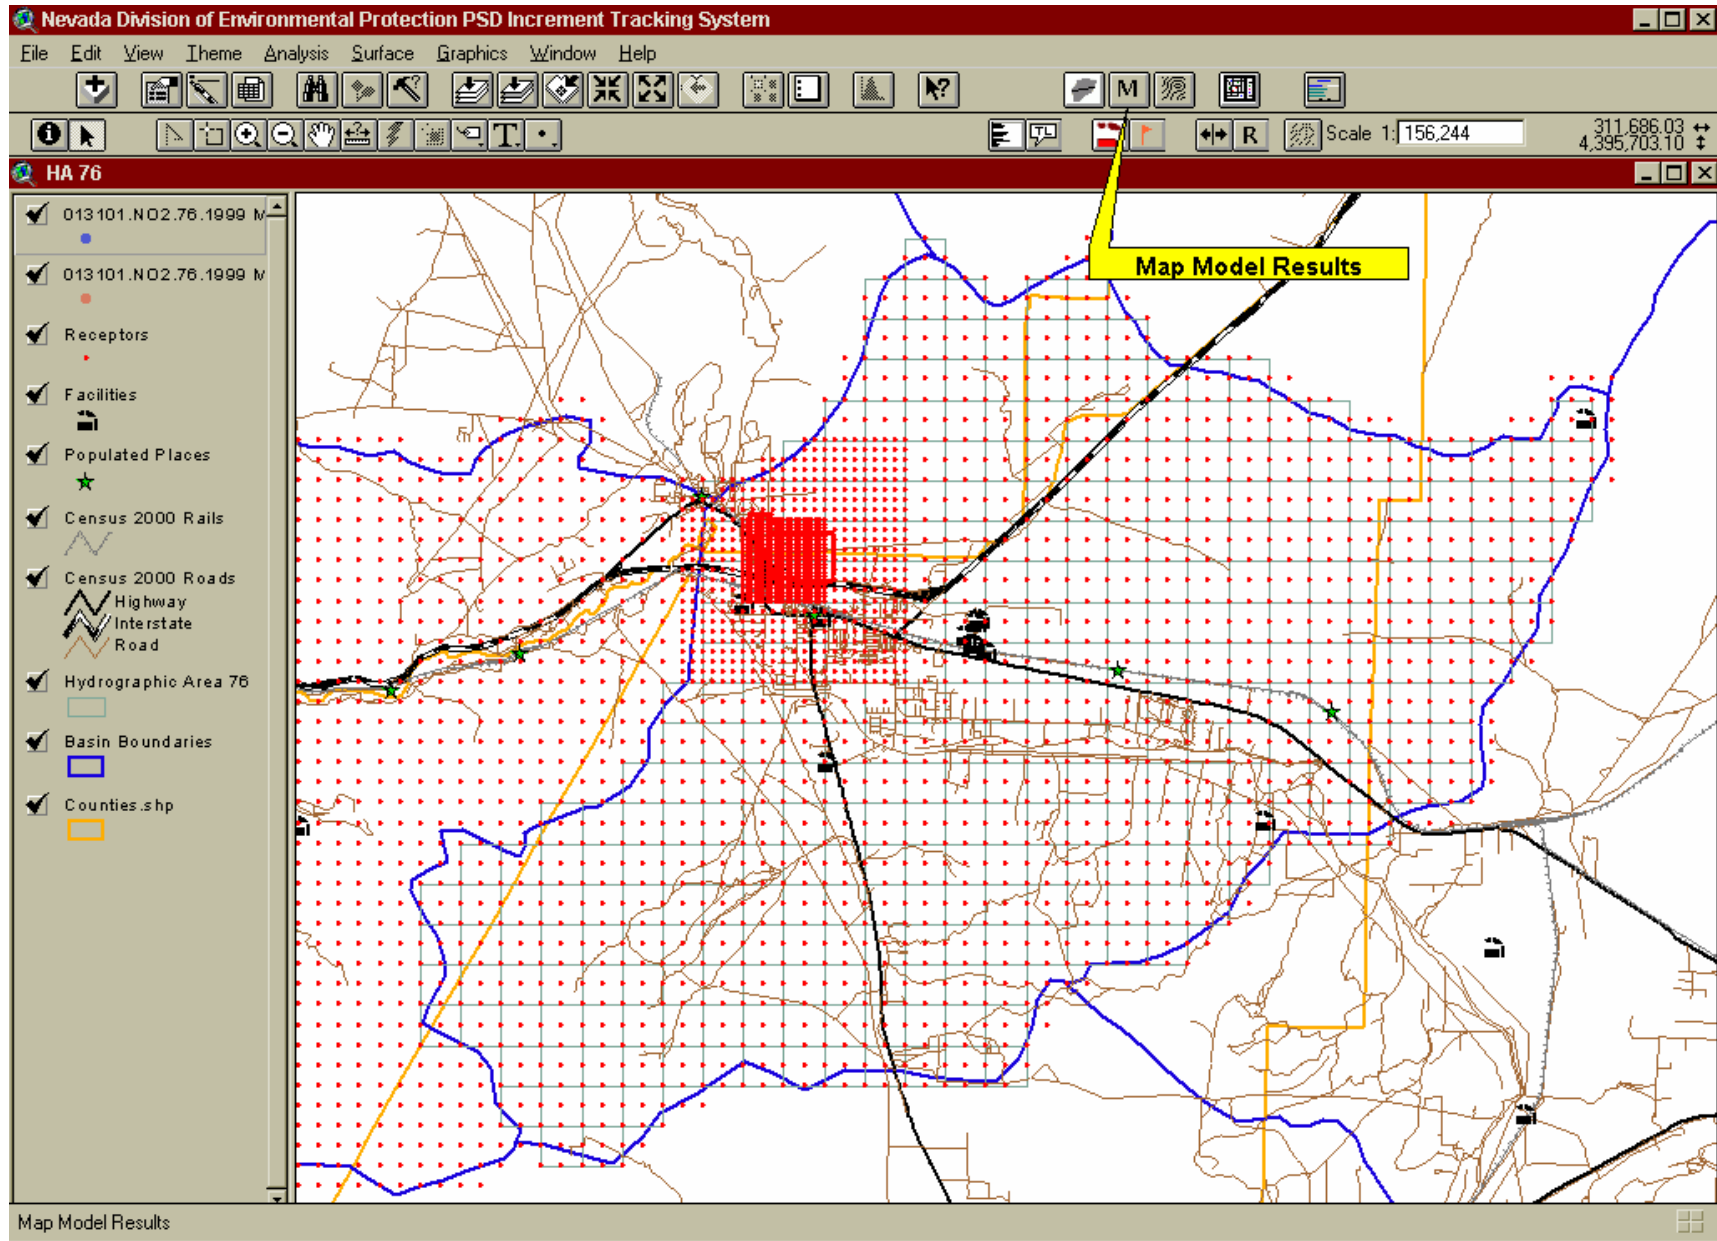 Nevada Division of Environmental Protection PSD Increment Tracking System
File Edit View Theme Analysis Surface Graphics Window Help
M
T R Scale 1: 156,244 311,686.03
4,395,703.10
HA 76
013101.NO2.76.1999 M
013101.NO2.76.1999 M
Receptors
Facilities
Populated Places
Census 2000 Rails
Census 2000 Roads
Highway
Interstate
Road
Hydrographic Area 76
Basin Boundaries
Counties.shp
Map Model Results
Map Model Results